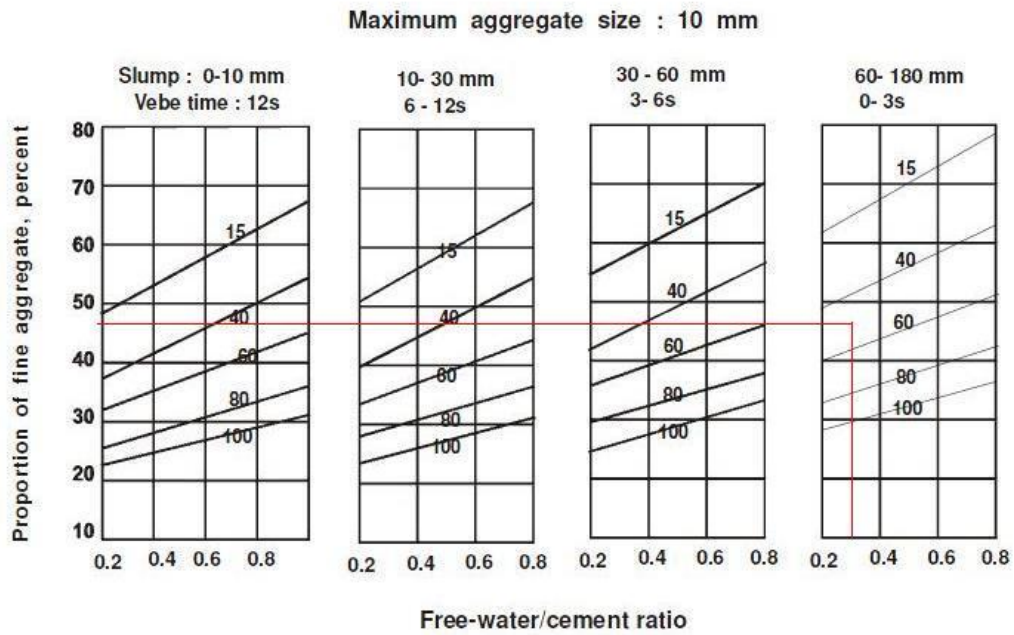 Maximum aggregate size : 10 mm
Slump : 0-10 mm
Vebe time : 12s
10- 30 mm
6 - 12s
30 - 60 mm
3- 6s
60- 180 mm
0- 3s
Proportion of fine aggregate, percent
80
70
60
50
40
30
20
10
15
40
60
80
100
15
40
60
80
100
15
40
60
80
100
15
40
60
80
100
0.2 0.4 0.6 0.8
0.2 0.4 0.6 0.8
0.2 0.4 0.6 0.8
0.2 0.4 0.6 0.8
Free-water/cement ratio